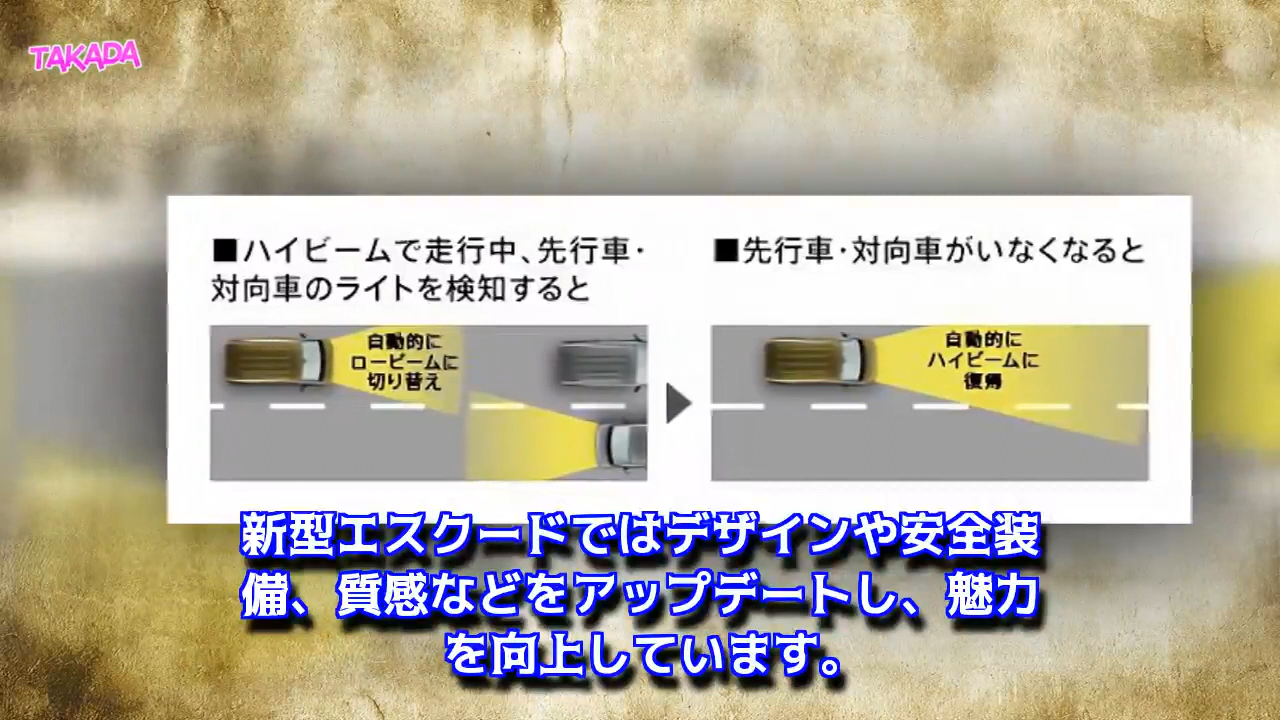 TAKADA
■ハイビームで走行中、先行車・
対向車のライトを検知すると
自動的に
ロービームに
切り替え
■先行車・対向車がいなくなると
自動的に
ハイビームに
復帰
新型エスクードではデザインや安全装
備、質感などをアップデートし、魅力
を向上しています。